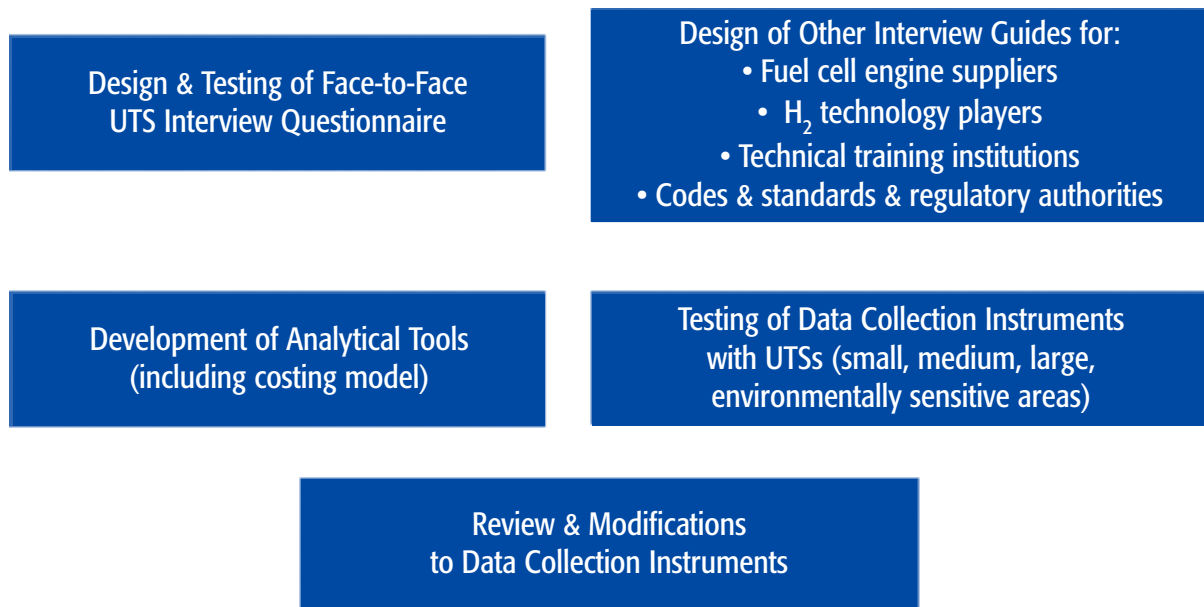 Design & Testing of Face-to-Face
UTS Interview Questionnaire
Design of Other Interview Guides for:
• Fuel cell engine suppliers
• H₂ technology players
• Technical training institutions
• Codes & standards & regulatory authorities
Development of Analytical Tools
(including costing model)
Testing of Data Collection Instruments
with UTSs (small, medium, large,
environmentally sensitive areas)
Review & Modifications
to Data Collection Instruments